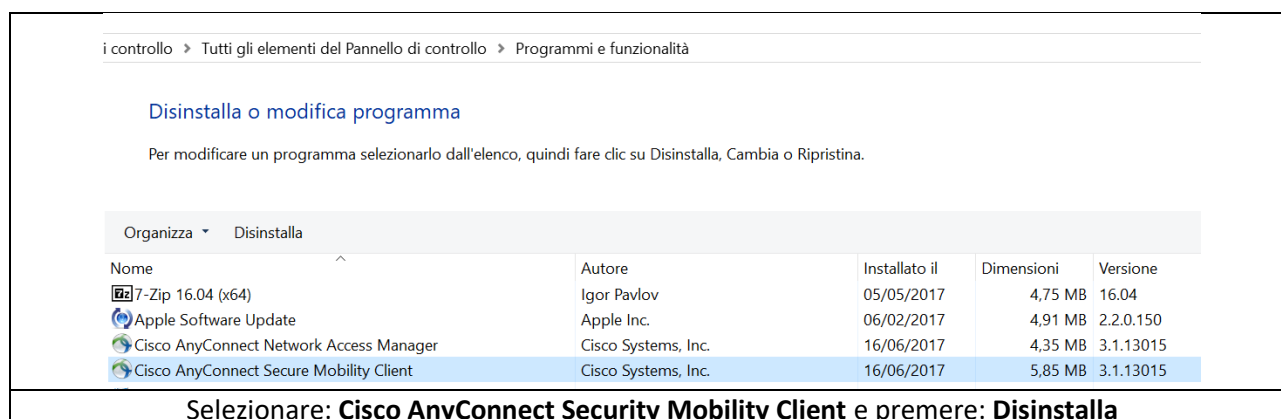 i controllo > Tutti gli elementi del Pannello di controllo > Programmi e funzionalità
Disinstalla o modifica programma
Per modificare un programma selezionarlo dall'elenco, quindi fare clic su Disinstalla, Cambia o Ripristina.
Organizza Disinstalla
Nome Autore Installato il Dimensioni Versione
7z 7-Zip 16.04 (x64) Igor Pavlov 05/05/2017 4,75 MB 16.04
Apple Software Update Apple Inc. 06/02/2017 4,91 MB 2.2.0.150
Cisco AnyConnect Network Access Manager Cisco Systems, Inc. 16/06/2017 4,35 MB 3.1.13015
Cisco AnyConnect Secure Mobility Client Cisco Systems, Inc. 16/06/2017 5,85 MB 3.1.13015
Selezionare: Cisco AnyConnect Security Mobility Client e premere: Disinstalla